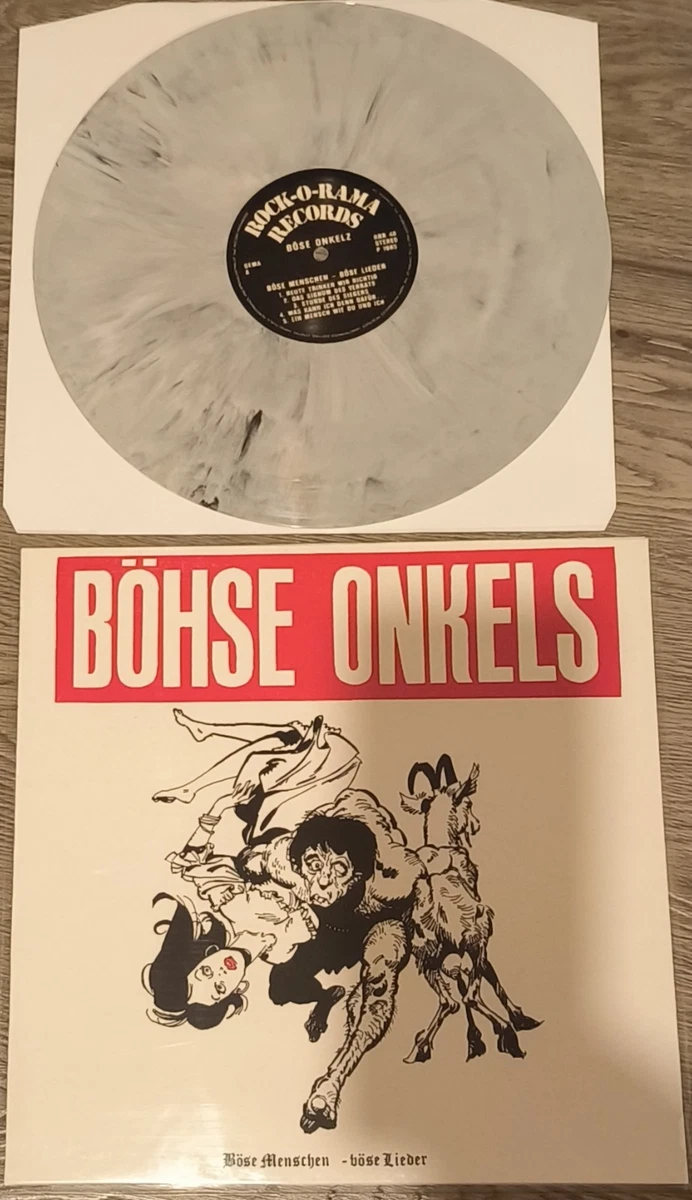 ROCK-O-RAMA
RECORDS
BÖSE ONKELZ
GEMA
A
RRR 40
STEREO
P 1985
BÖSE MENSCHEN - BÖSE LIEDER
1. HEUTE TRINKEN WIR RICHTIG
2. DAS SIGNUM DES VERRATS
3. STUNDE DES SIEGERS
4. WAS KANN ICH DENN DAFÜR
5. EIN MENSCH WIE DU UND ICH
BÖHSE ONKELS
Böse Menschen - böse Lieder